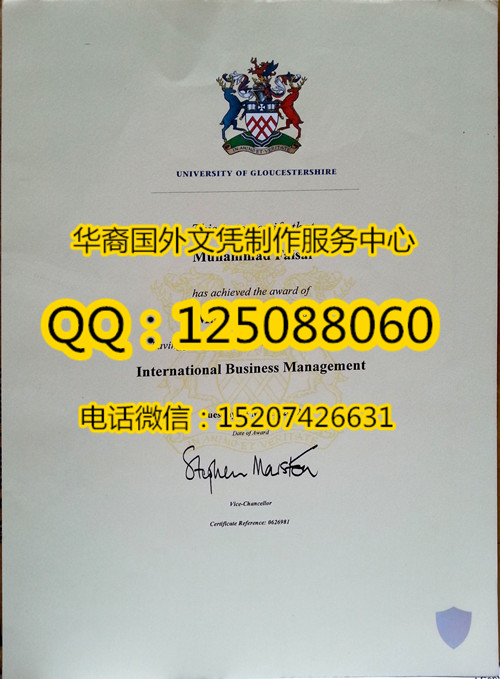 UNIVERSITY OF GLOUCESTERSHIRE
华裔国外文凭制作服务中心
Muhammad Faisal
has achieved the award of
QQ：125088060
International Business Management
电话微信：15207426631
Date of Award
Stephen Marston
Vice-Chancellor
Certificate Reference: 0626981